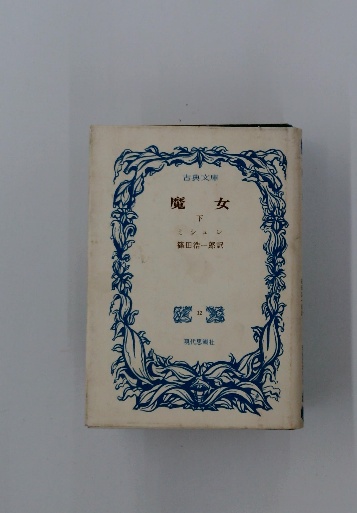 古典文庫
魔女
下
ミシュレ
篠田浩一郎訳
32
現代思潮社